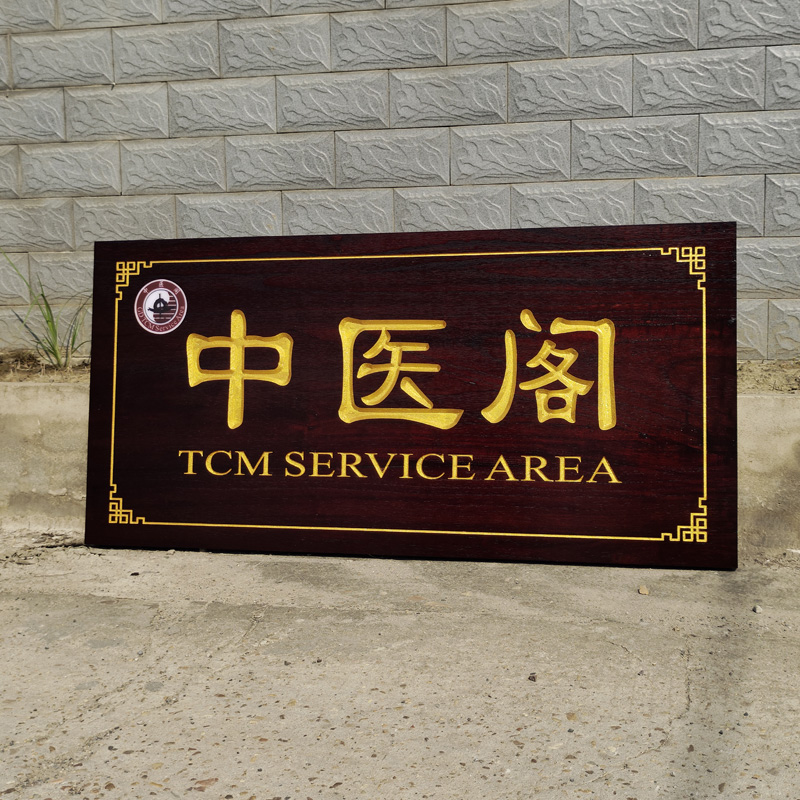 中医阁
TCM SERVICE AREA